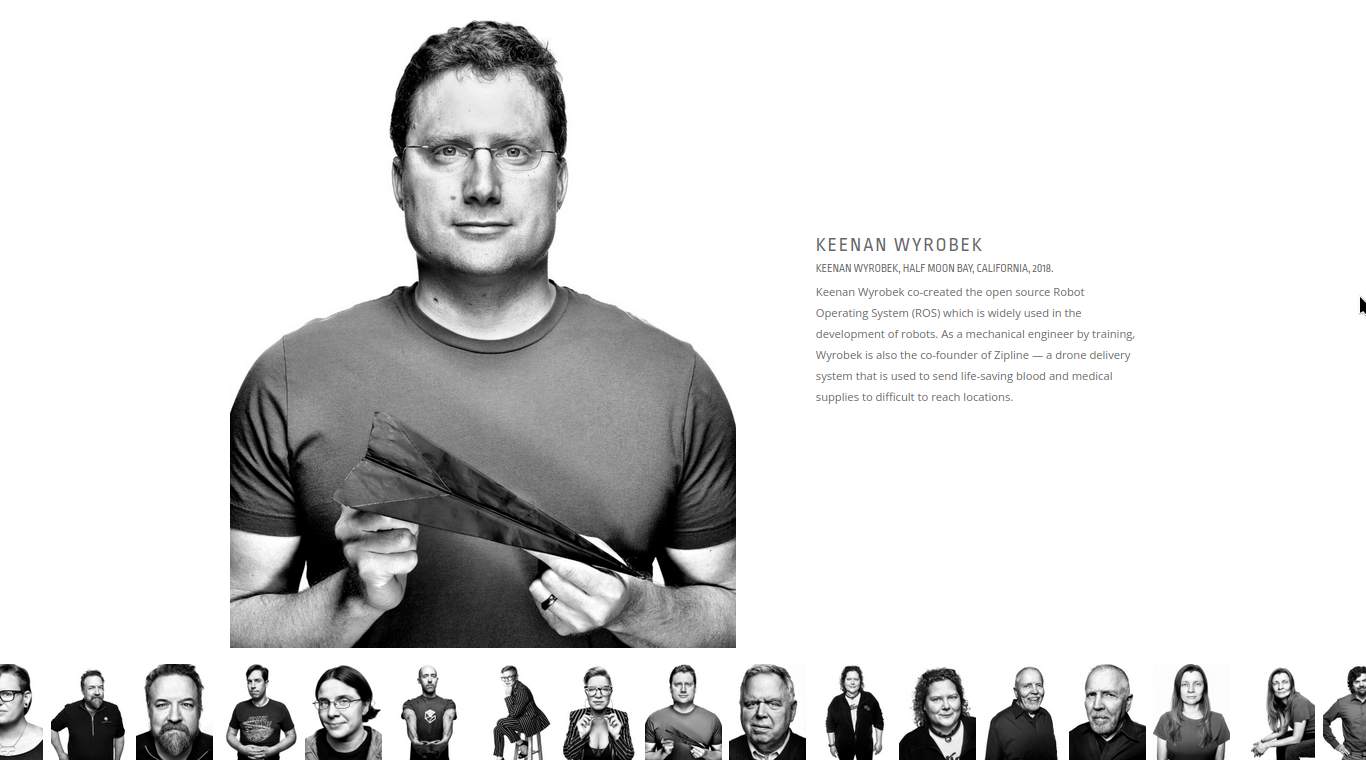 KEENAN WYROBEK
KEENAN WYROBEK, HALF MOON BAY, CALIFORNIA, 2018.
Keenan Wyrobek co-created the open source Robot
Operating System (ROS) which is widely used in the
development of robots. As a mechanical engineer by training,
Wyrobek is also the co-founder of Zipline — a drone delivery
system that is used to send life-saving blood and medical
supplies to difficult to reach locations.